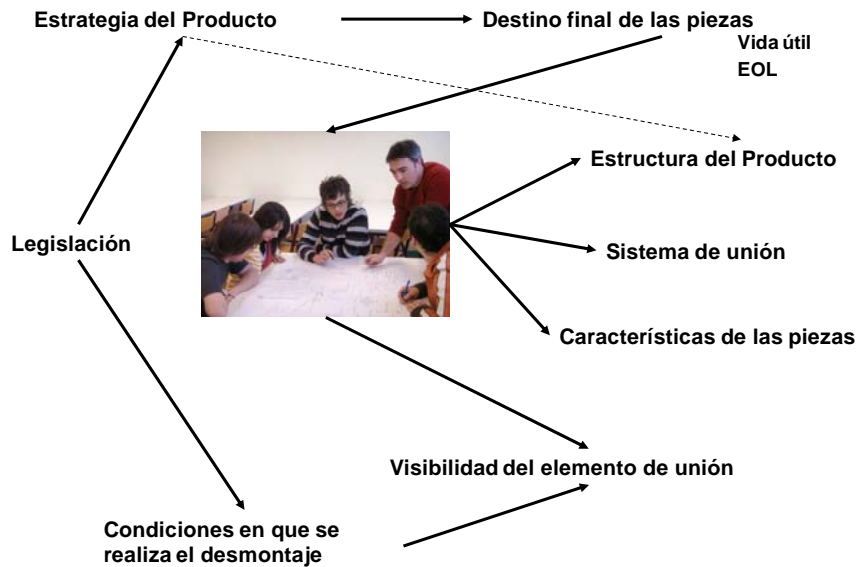 Estrategia del Producto
Destino final de las piezas
Vida útil
EOL
Estructura del Producto
Legislación
Sistema de unión
Características de las piezas
Visibilidad del elemento de unión
Condiciones en que se
realiza el desmontaje